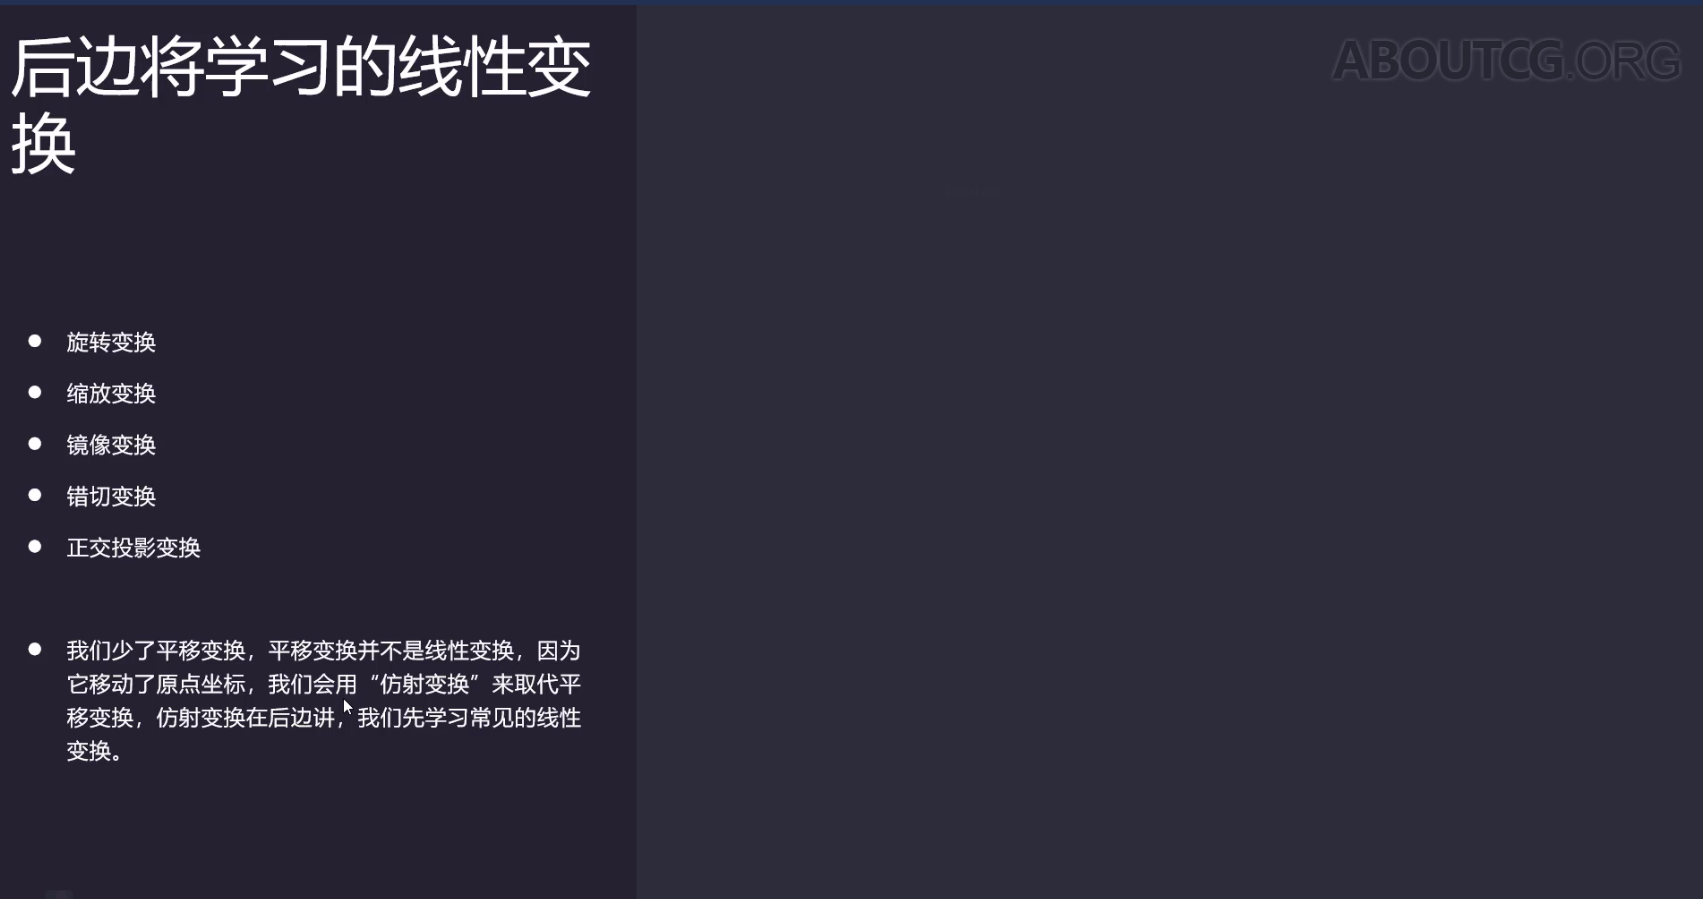 后边将学习的线性变
换
ABOUTCG.ORG
旋转变换
缩放变换
镜像变换
错切变换
正交投影变换
我们少了平移变换，平移变换并不是线性变换，因为
它移动了原点坐标，我们会用“仿射变换”来取代平
移变换，仿射变换在后边讲，我们先学习常见的线性
变换。